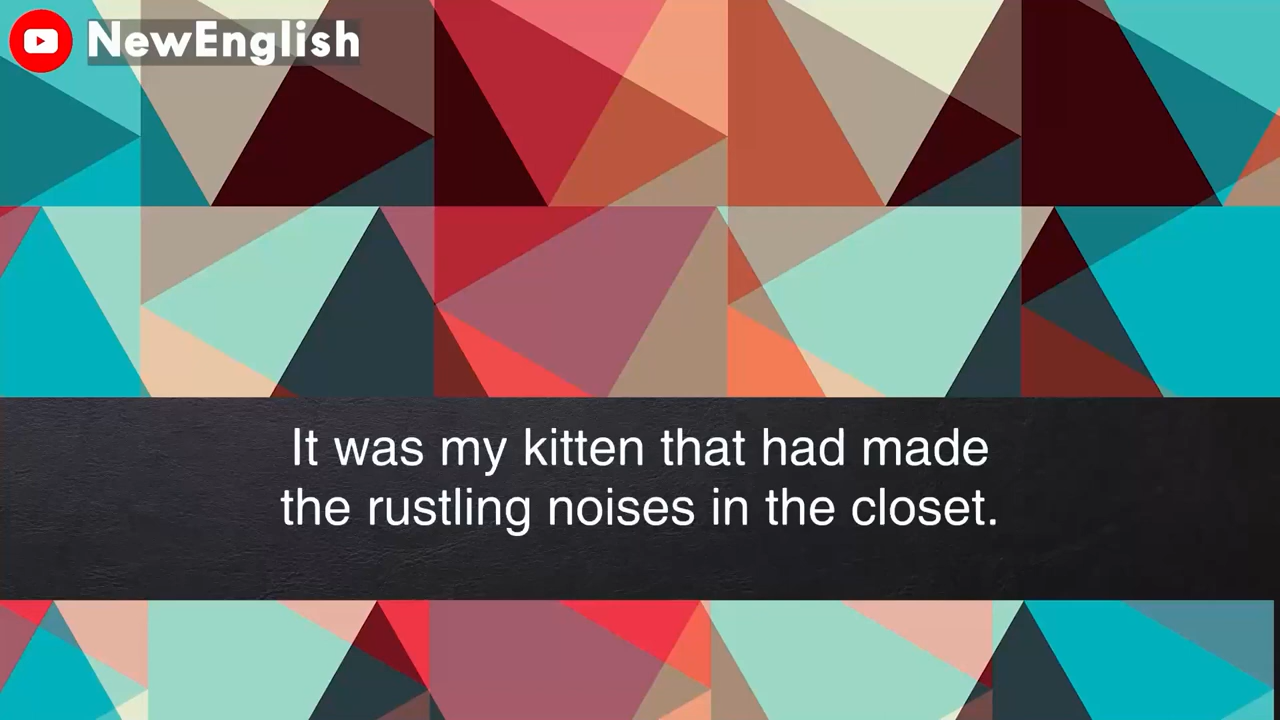 NewEnglish
It was my kitten that had made
the rustling noises in the closet.